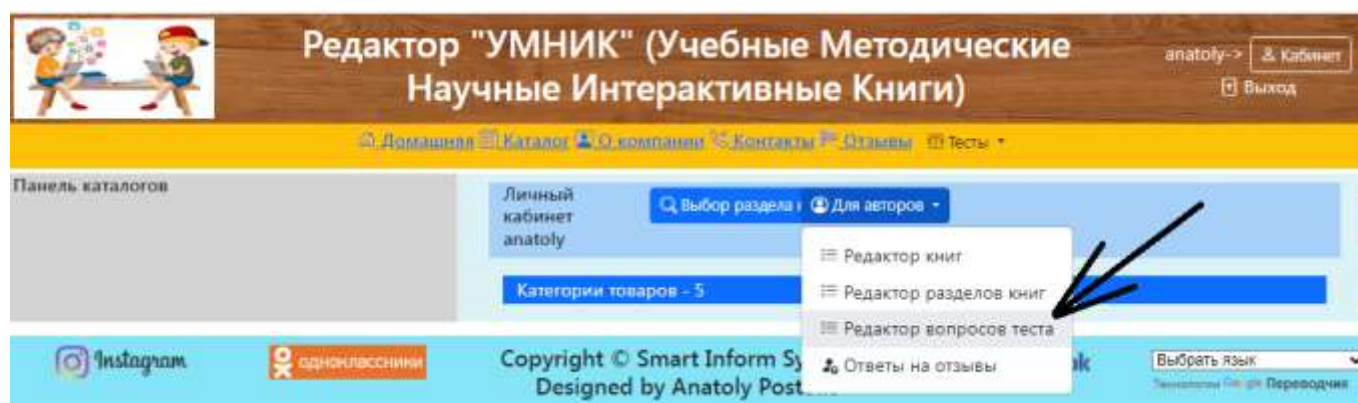 Редактор "УМНИК" (Учебные Методические
Научные Интерактивные Книги)
anatoly-> Кабинет
Выход
Домашняя Каталог О компании Контакты Отзывы Тесты
Панель каталогов
Личный
кабинет
anatoly
Выбор раздела
Для авторов
Редактор книг
Редактор разделов книг
Редактор вопросов теста
Ответы на отзывы
Категории товаров - 5
Instagram
одноклассники
Copyright © Smart Inform Sy
Designed by Anatoly Post
Выбрать язык
Технологии Google Переводчик